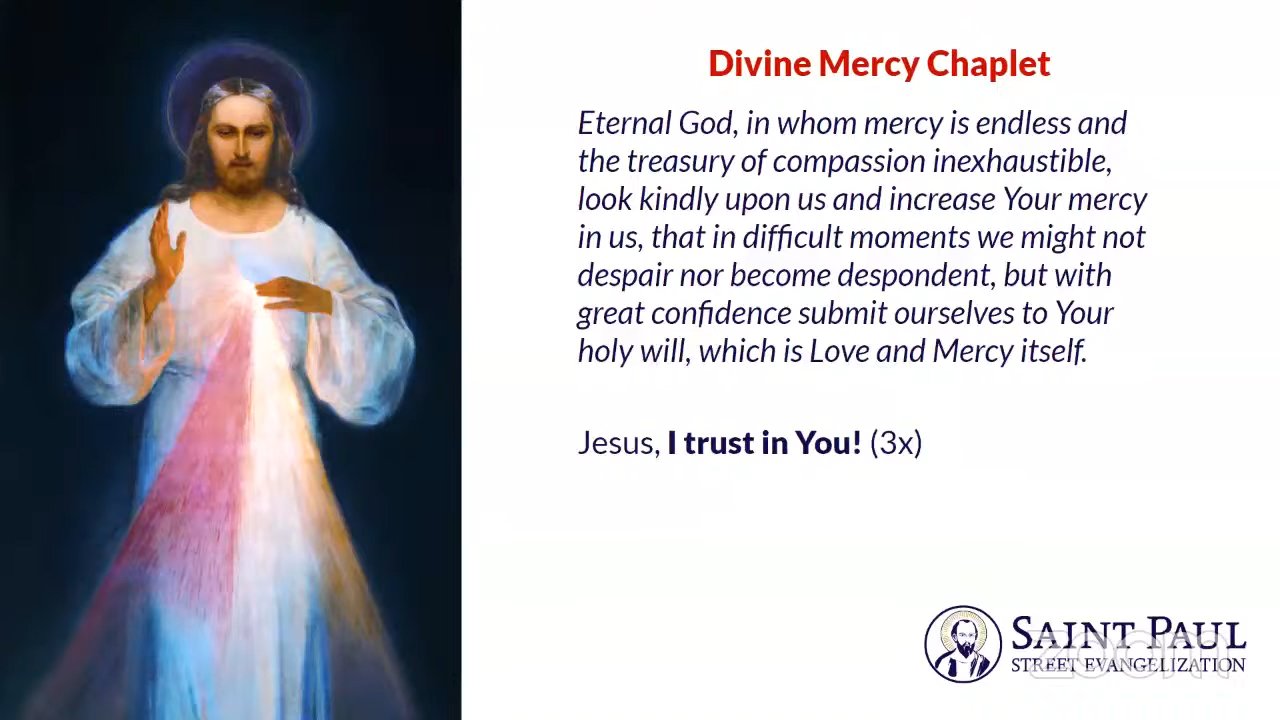 Divine Mercy Chaplet
Eternal God, in whom mercy is endless and
the treasury of compassion inexhaustible,
look kindly upon us and increase Your mercy
in us, that in difficult moments we might not
despair nor become despondent, but with
great confidence submit ourselves to Your
holy will, which is Love and Mercy itself.
Jesus, I trust in You! (3x)
SAINT PAUL
STREET EVANGELIZATION
zoom